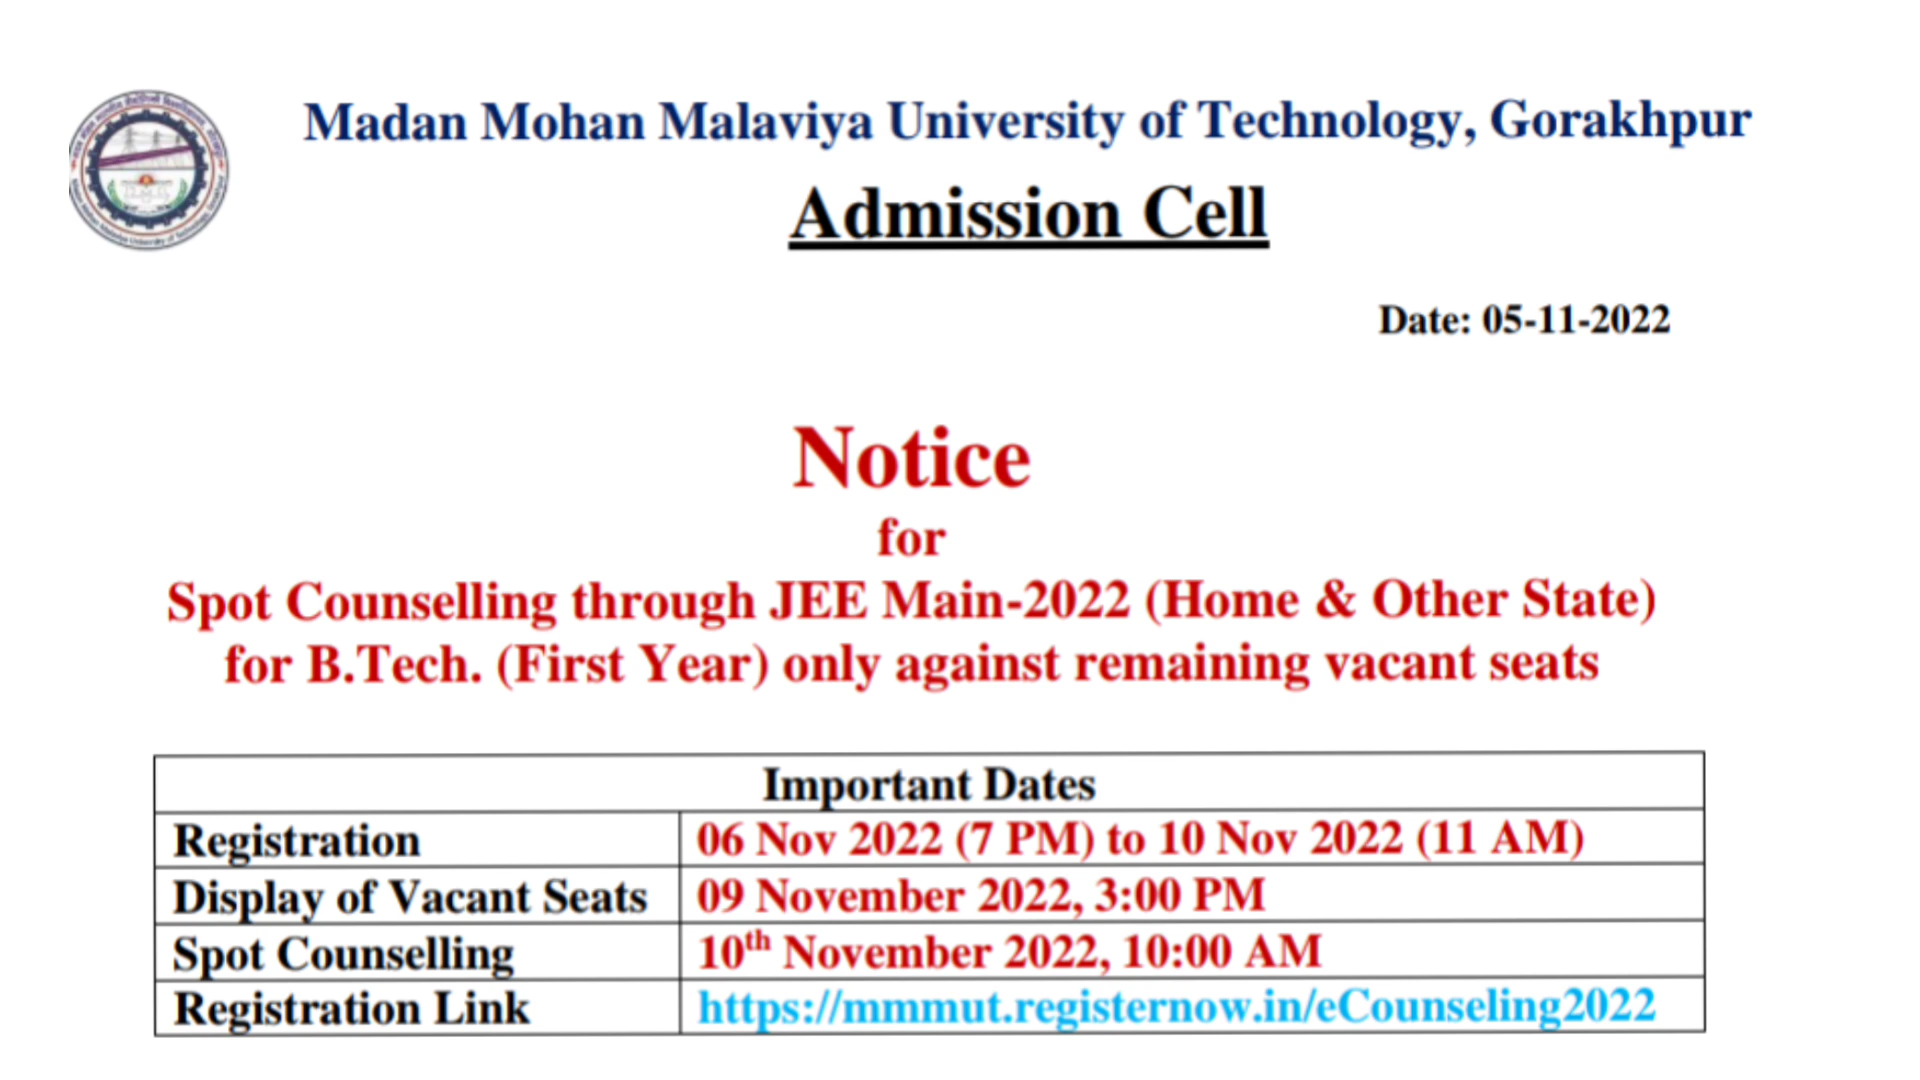 Madan Mohan Malaviya University of Technology, Gorakhpur
Admission Cell
Date: 05-11-2022
Notice
for
Spot Counselling through JEE Main-2022 (Home & Other State)
for B.Tech. (First Year) only against remaining vacant seats
Important Dates
Registration 06 Nov 2022 (7 PM) to 10 Nov 2022 (11 AM)
Display of Vacant Seats 09 November 2022, 3:00 PM
Spot Counselling 10th November 2022, 10:00 AM
Registration Link https://mmmut.registernow.in/eCounseling2022